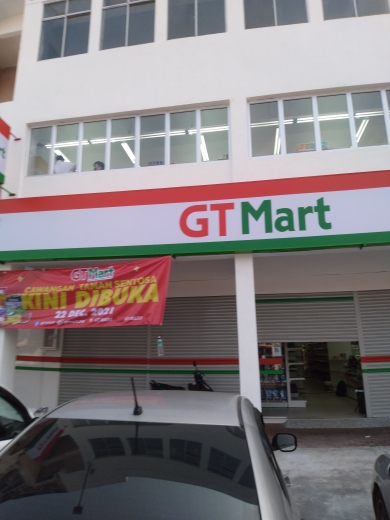 GT Mart
GT Mart
CAWANGAN TAMAN SENTOSA
KINI DIBUKA
22 DEC. 2021